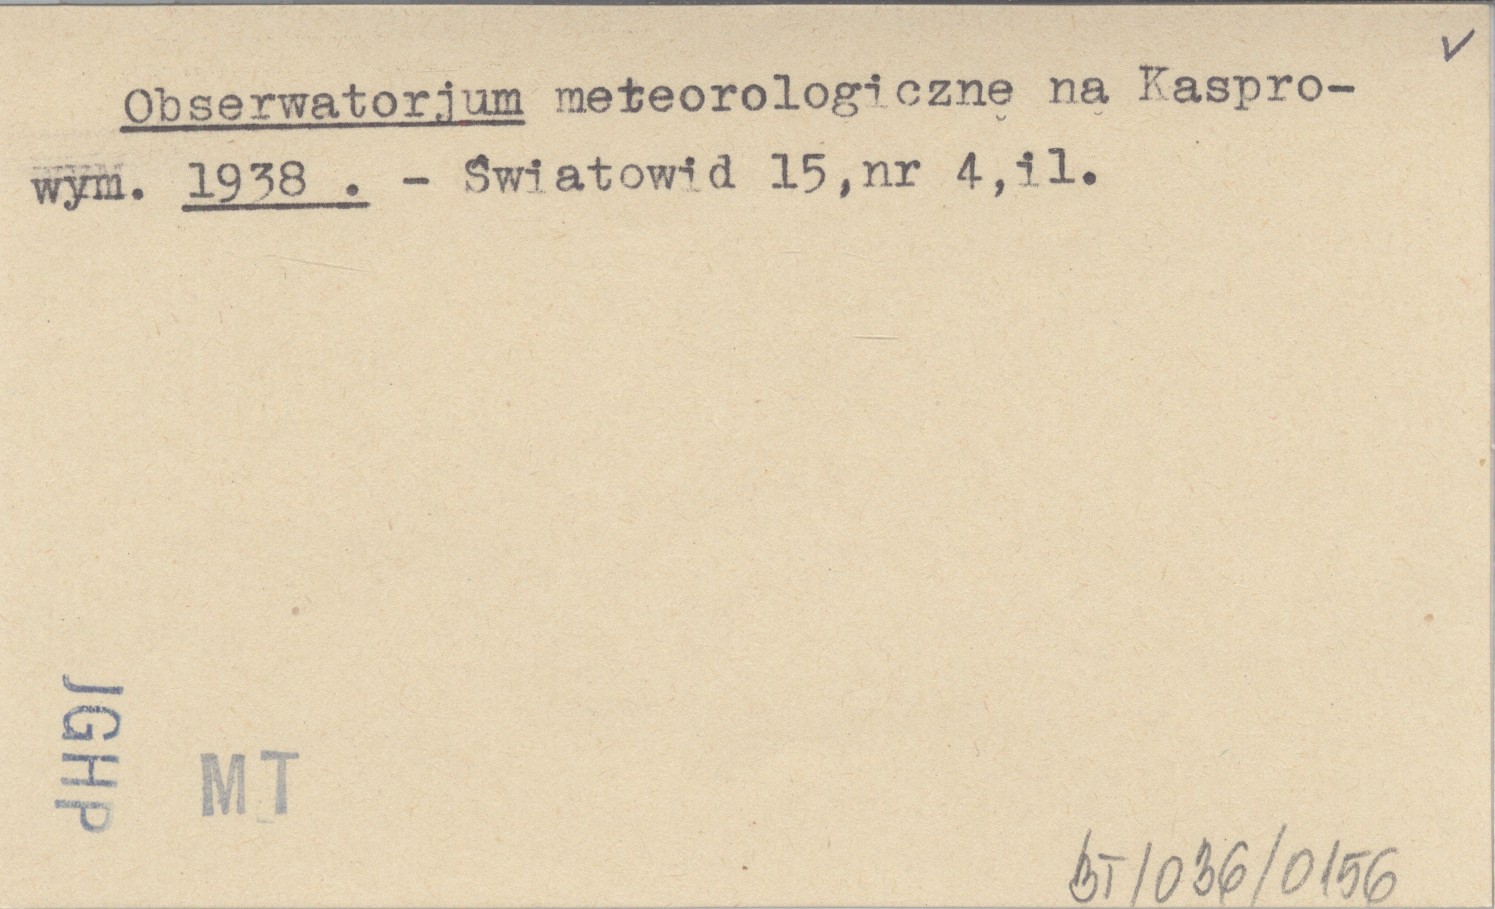 Obserwatorjum meteorologiczne na Kaspro-
wym. 1938 . - Światowid 15,nr 4,il.
JGHP
MT
BT/036/0156